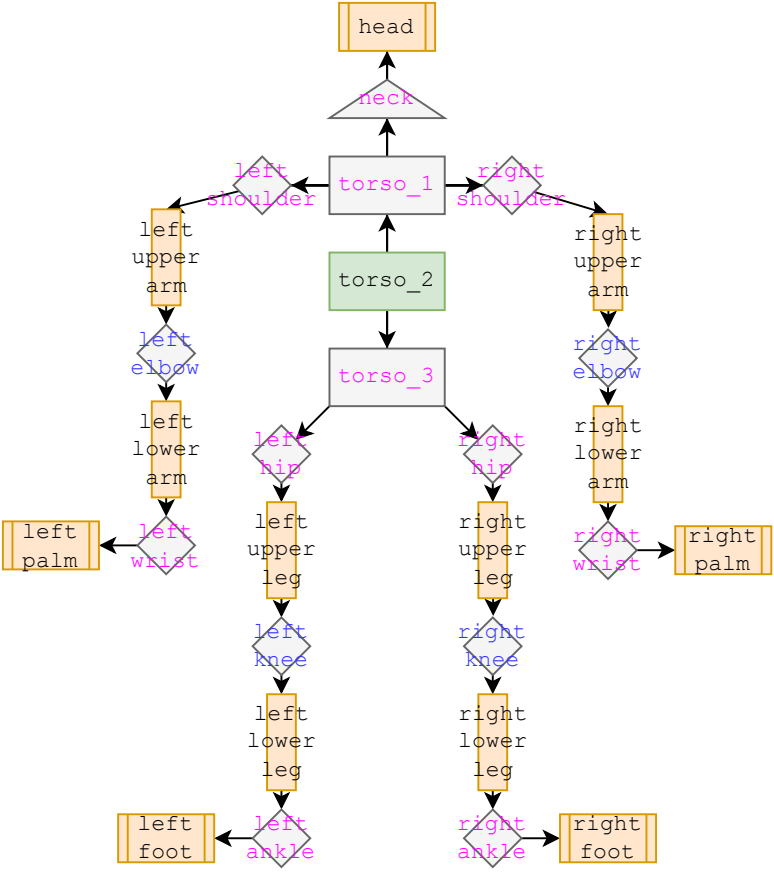 head
neck
left
shoulder
torso_1
right
shoulder
left
upper
arm
right
upper
arm
torso_2
left
elbow
right
elbow
torso_3
left
lower
arm
right
lower
arm
left
hip
right
hip
left
palm
left
wrist
left
upper
leg
right
upper
leg
right
wrist
right
palm
left
knee
right
knee
left
lower
leg
right
lower
leg
left
foot
left
ankle
right
ankle
right
foot